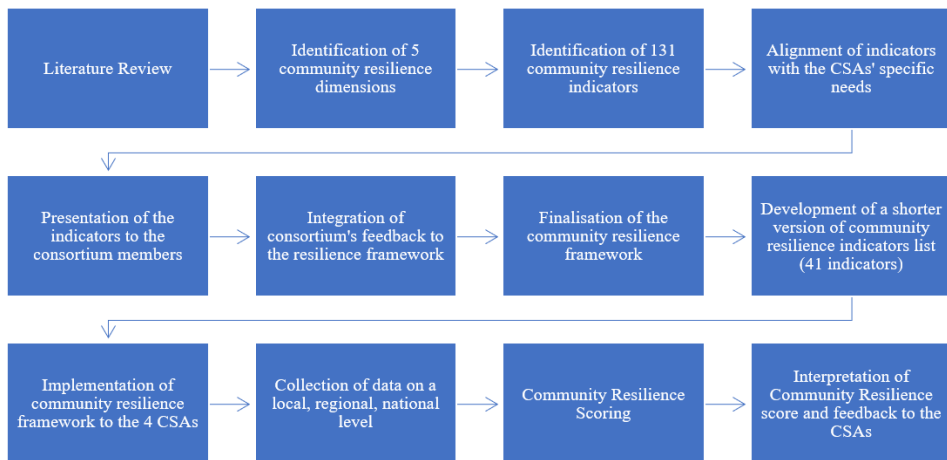 Literature Review
Identification of 5
community resilience
dimensions
Identification of 131
community resilience
indicators
Alignment of indicators
with the CSAs' specific
needs
Presentation of the
indicators to the
consortium members
Integration of
consortium's feedback to
the resilience framework
Finalisation of the
community resilience
framework
Development of a shorter
version of community
resilience indicators list
(41 indicators)
Implementation of
community resilience
framework to the 4 CSAs
Collection of data on a
local, regional, national
level
Community Resilience
Scoring
Interpretation of
Community Resilience
score and feedback to the
CSAs